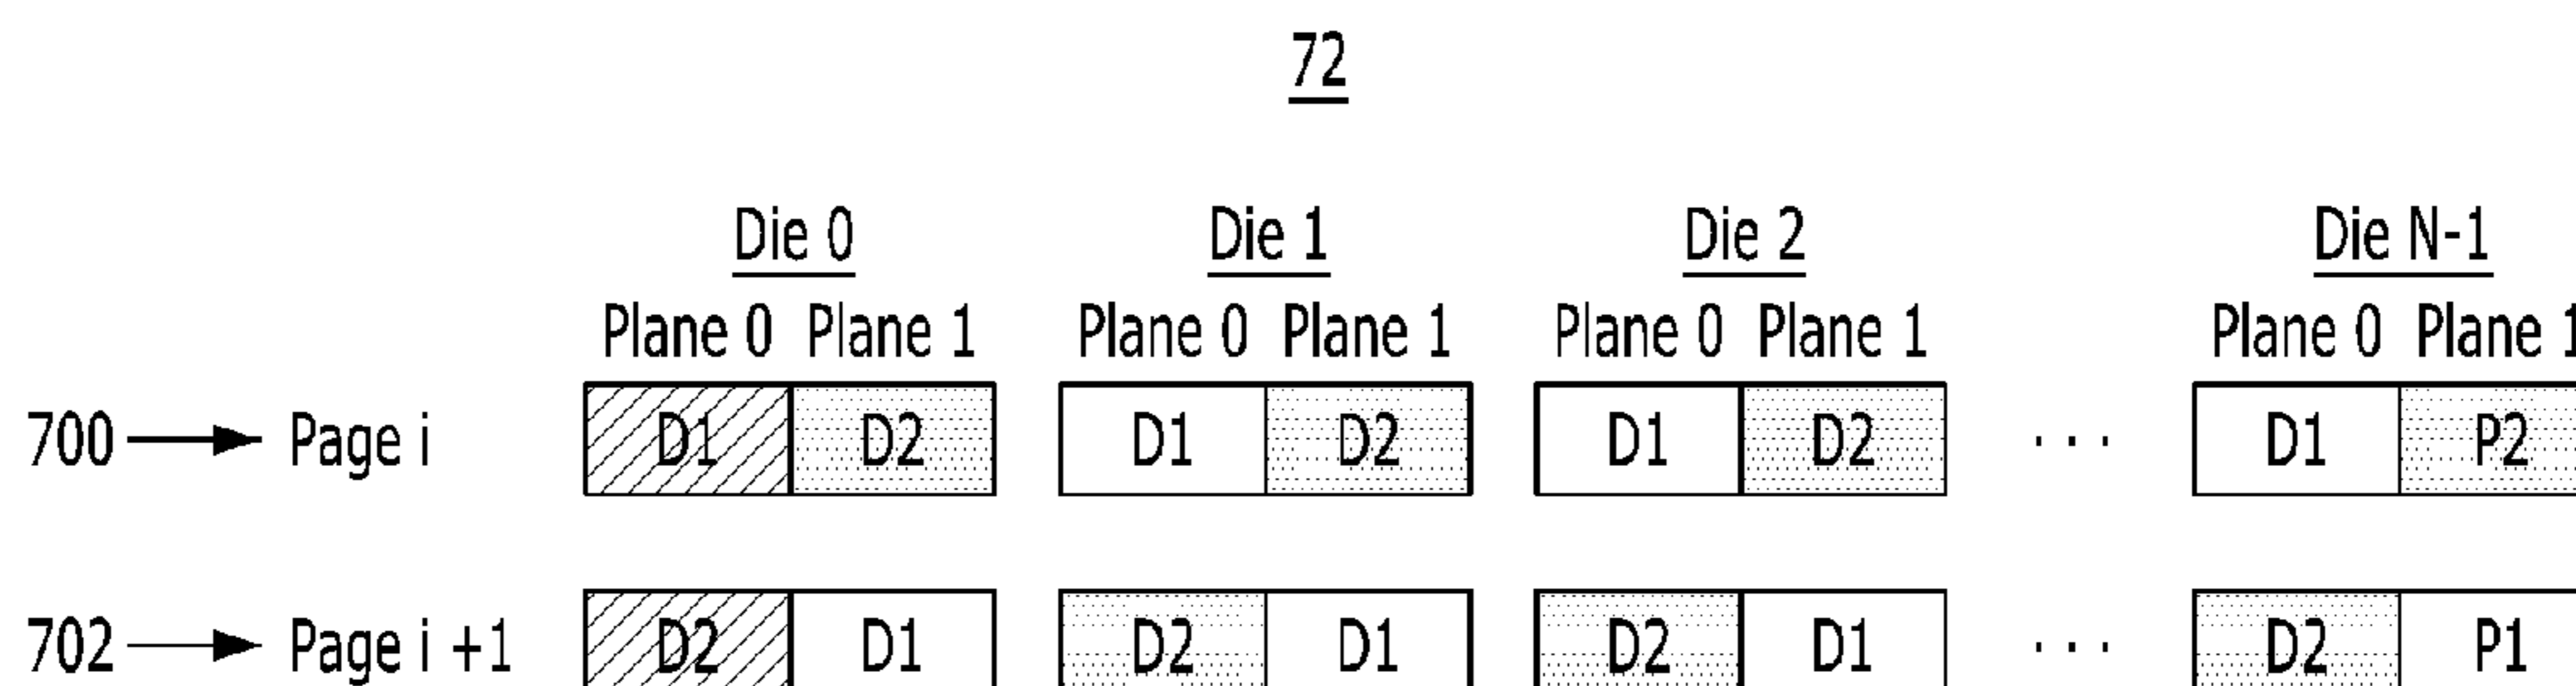 72
Die 0 Die 1 Die 2 Die N-1
Plane 0 Plane 1 Plane 0 Plane 1 Plane 0 Plane 1 Plane 0 Plane 1
700 Page i D1 D2 D1 D2 D1 D2 ... D1 P2
702 Page i +1 D2 D1 D2 D1 D2 D1 ... D2 P1